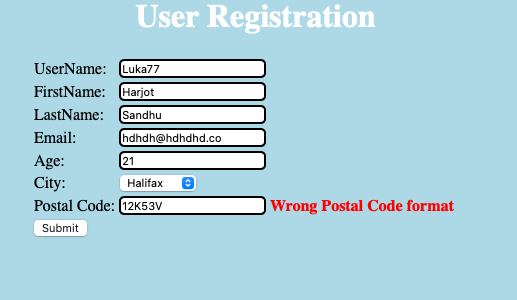 User Registration
UserName: Luka77
FirstName: Harjot
LastName: Sandhu
Email: hdhdh@hdhdhd.co
Age: 21
City: Halifax
Postal Code: 12K53V Wrong Postal Code format
Submit